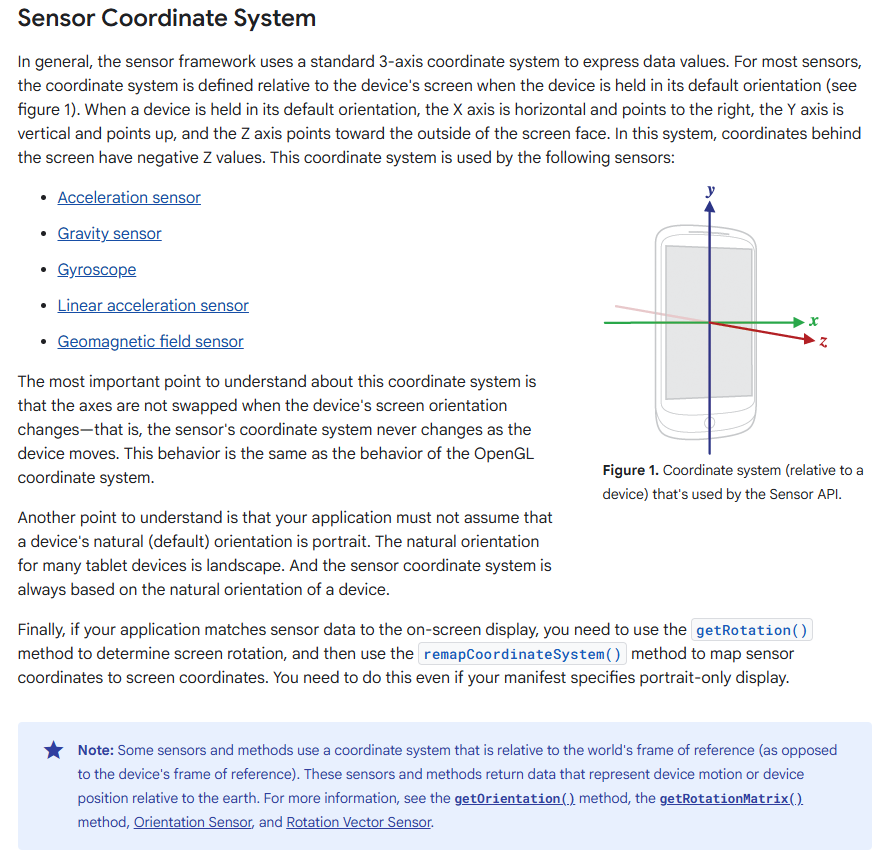 Sensor Coordinate System
In general, the sensor framework uses a standard 3-axis coordinate system to express data values. For most sensors,
the coordinate system is defined relative to the device's screen when the device is held in its default orientation (see
figure 1). When a device is held in its default orientation, the X axis is horizontal and points to the right, the Y axis is
vertical and points up, and the Z axis points toward the outside of the screen face. In this system, coordinates behind
the screen have negative Z values. This coordinate system is used by the following sensors:
• Acceleration sensor
• Gravity sensor
• Gyroscope
• Linear acceleration sensor
• Geomagnetic field sensor
y
x
z
Figure 1. Coordinate system (relative to a
device) that's used by the Sensor API.
The most important point to understand about this coordinate system is
that the axes are not swapped when the device's screen orientation
changes—that is, the sensor's coordinate system never changes as the
device moves. This behavior is the same as the behavior of the OpenGL
coordinate system.
Another point to understand is that your application must not assume that
a device's natural (default) orientation is portrait. The natural orientation
for many tablet devices is landscape. And the sensor coordinate system is
always based on the natural orientation of a device.
Finally, if your application matches sensor data to the on-screen display, you need to use the getRotation()
method to determine screen rotation, and then use the remapCoordinateSystem() method to map sensor
coordinates to screen coordinates. You need to do this even if your manifest specifies portrait-only display.
Note: Some sensors and methods use a coordinate system that is relative to the world's frame of reference (as opposed
to the device's frame of reference). These sensors and methods return data that represent device motion or device
position relative to the earth. For more information, see the getOrientation() method, the getRotationMatrix()
method, Orientation Sensor, and Rotation Vector Sensor.